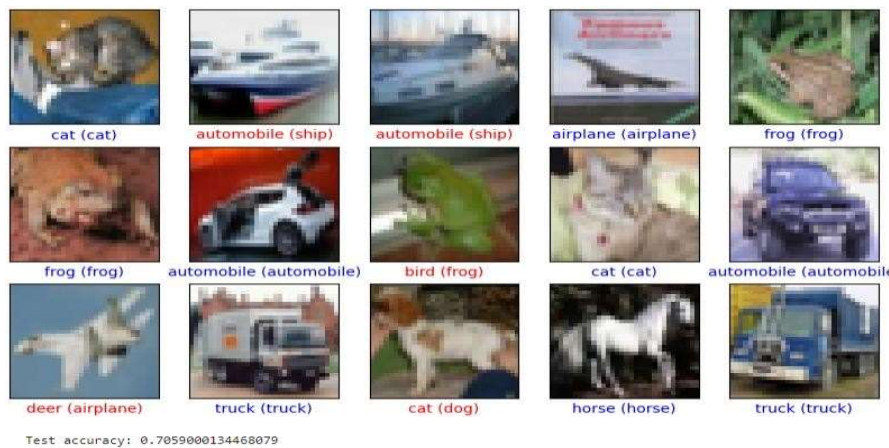 cat (cat)
automobile (ship)
automobile (ship)
airplane (airplane)
frog (frog)
frog (frog)
automobile (automobile)
bird (frog)
cat (cat)
automobile (automobile
deer (airplane)
truck (truck)
cat (dog)
horse (horse)
truck (truck)
Test accuracy: 0.7059000134468079